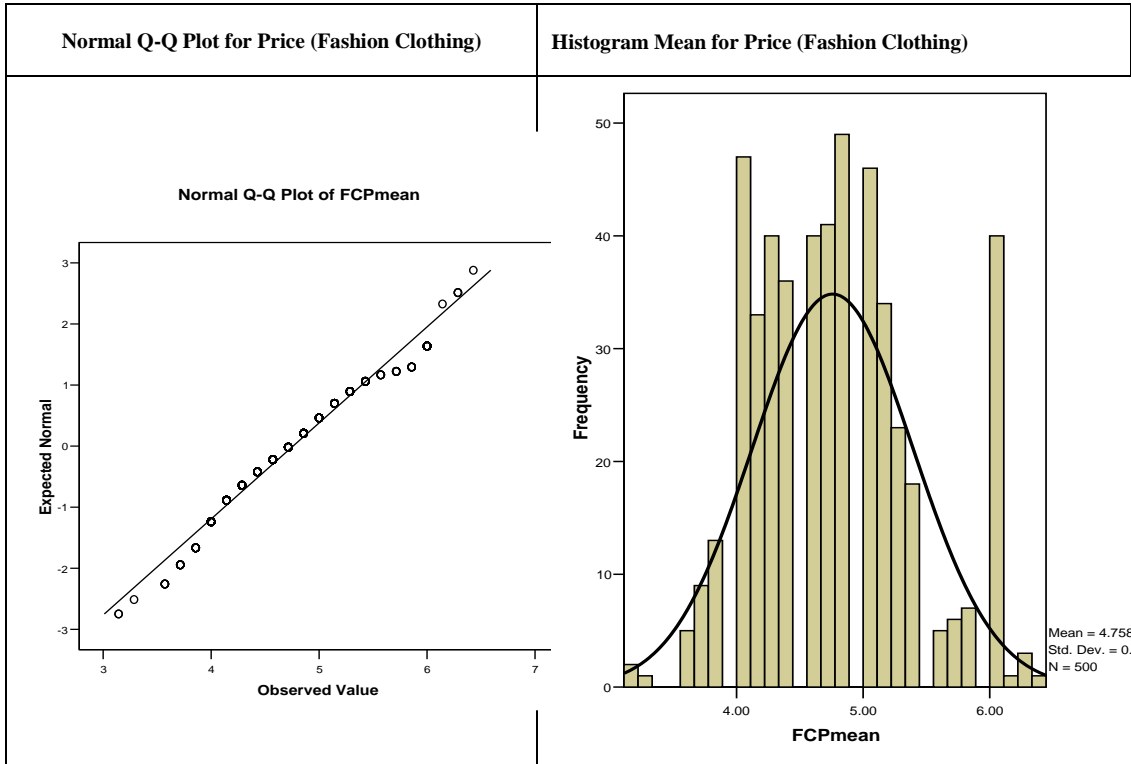 Normal Q-Q Plot for Price (Fashion Clothing)
Histogram Mean for Price (Fashion Clothing)
Normal Q-Q Plot of FCPmean
Expected Normal
3
2
1
0
-1
-2
-3
3 4 5 6 7
Observed Value
Frequency
50
40
30
20
10
0
4.00 5.00 6.00
FCPmean
Mean = 4.758
Std. Dev. = 0.
N = 500